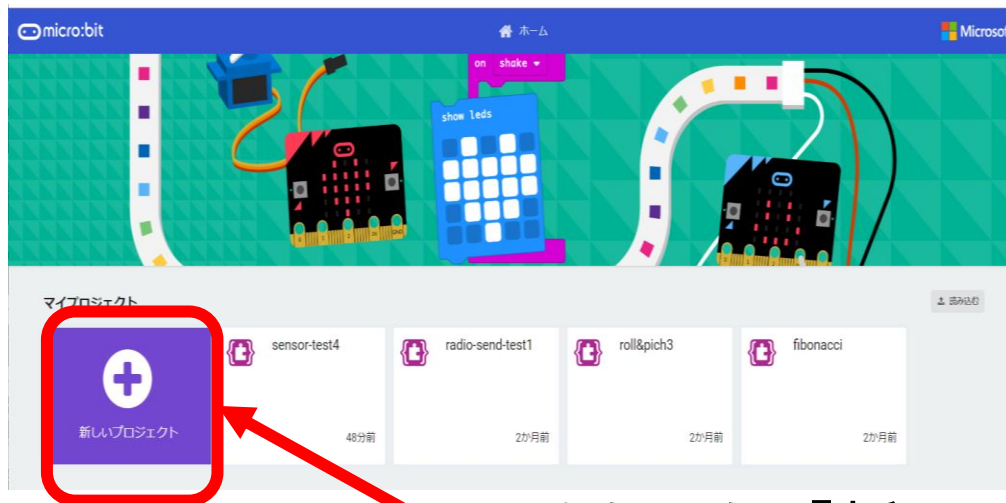 micro:bit
ホーム
Microsof
on shake
show leds
マイプロジェクト
読み込む
新しいプロジェクト
sensor-test4
48分前
radio-send-test1
2か月前
roll&pich3
2か月前
fibonacci
2か月前